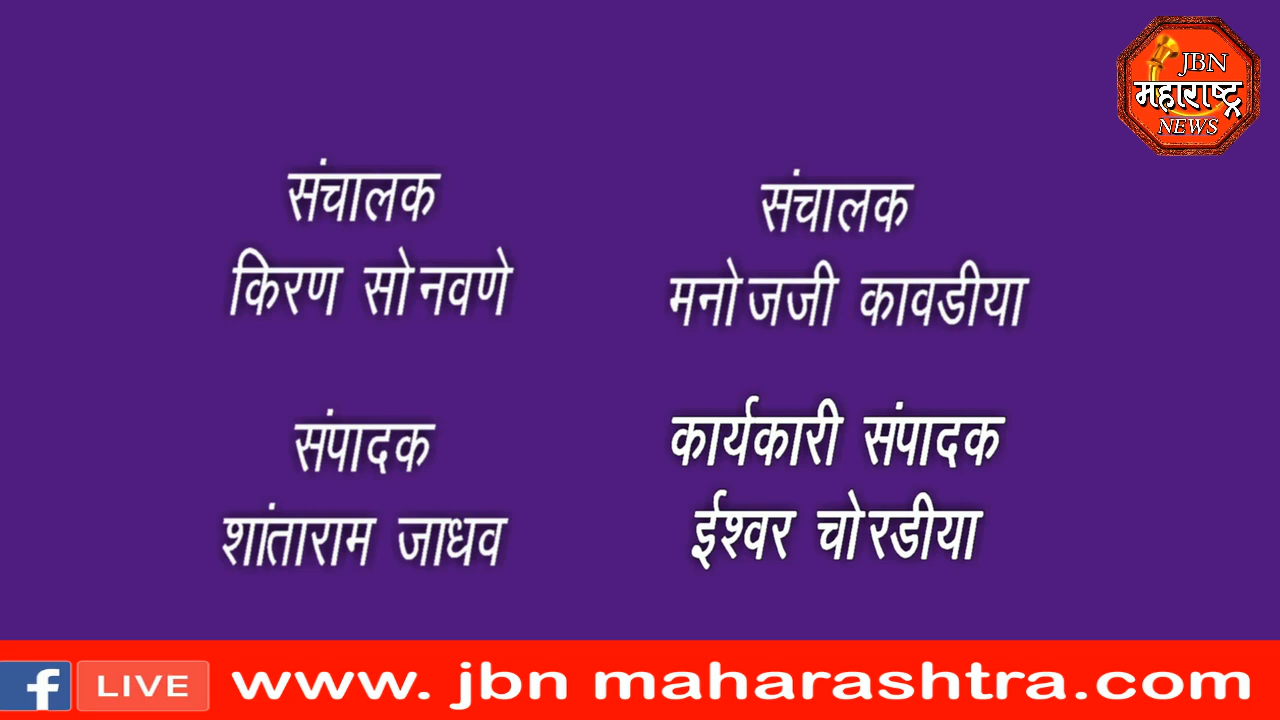 JBN
महाराष्ट्र
NEWS
संचालक
किरण सोनवणे
संचालक
मनोजजी कावडीया
संपादक
शांताराम जाधव
कार्यकारी संपादक
ईश्वर चोरडीया
f LIVE www. jbn maharashtra.com